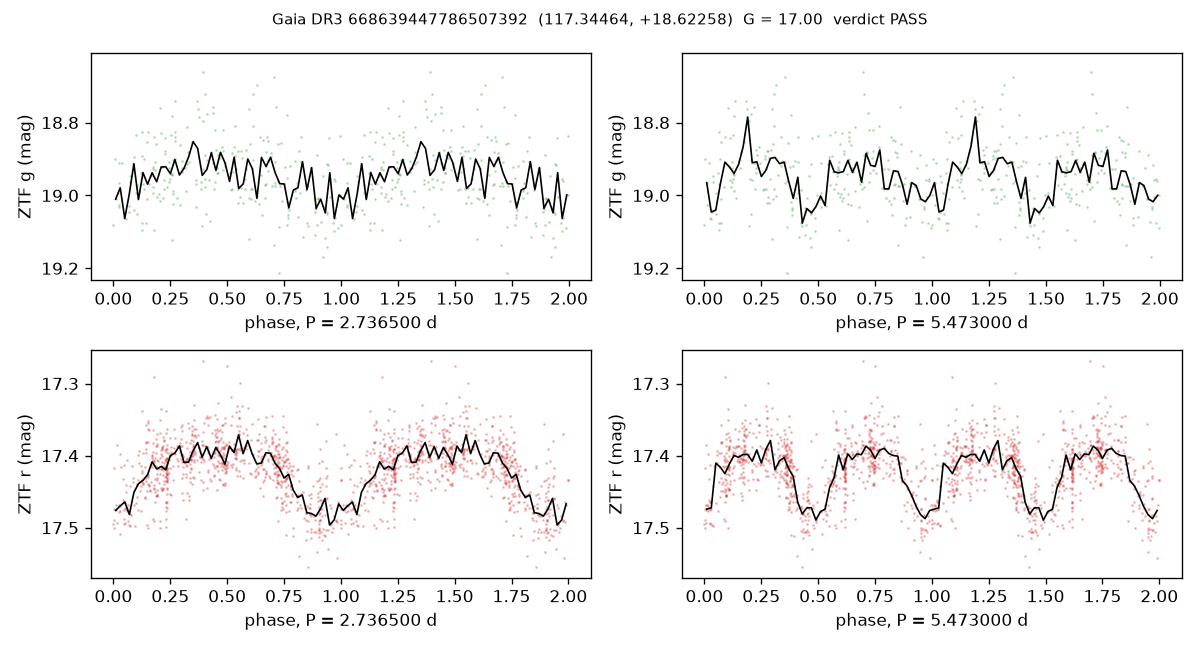 Gaia DR3 668639447786507392 (117.34464, +18.62258) G = 17.00 verdict PASS
ZTF g (mag)
18.8
19.0
19.2
0.00 0.25 0.50 0.75 1.00 1.25 1.50 1.75 2.00
phase, P = 2.736500 d
ZTF g (mag)
18.8
19.0
19.2
0.00 0.25 0.50 0.75 1.00 1.25 1.50 1.75 2.00
phase, P = 5.473000 d
ZTF r (mag)
17.3
17.4
17.5
0.00 0.25 0.50 0.75 1.00 1.25 1.50 1.75 2.00
phase, P = 2.736500 d
ZTF r (mag)
17.3
17.4
17.5
0.00 0.25 0.50 0.75 1.00 1.25 1.50 1.75 2.00
phase, P = 5.473000 d